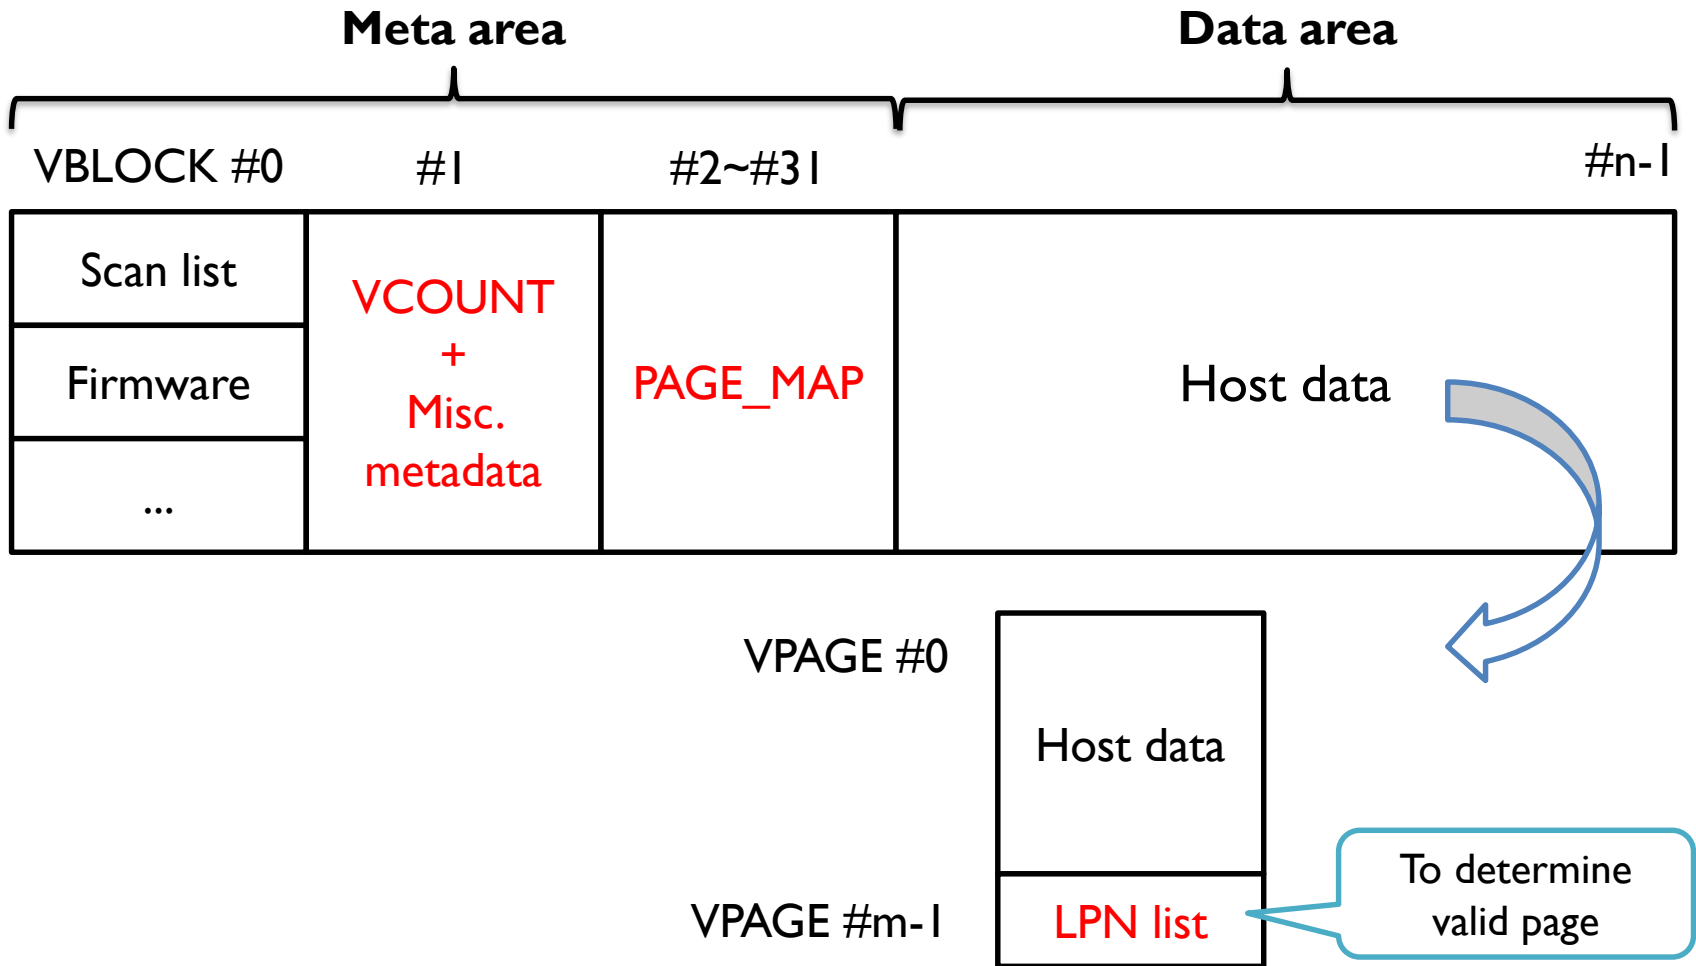 Meta area
Data area
VBLOCK #0
#1
#2~#31
#n-1
Scan list
Firmware
...
VCOUNT
+
Misc.
metadata
PAGE_MAP
Host data
VPAGE #0
Host data
VPAGE #m-1
LPN list
To determine
valid page